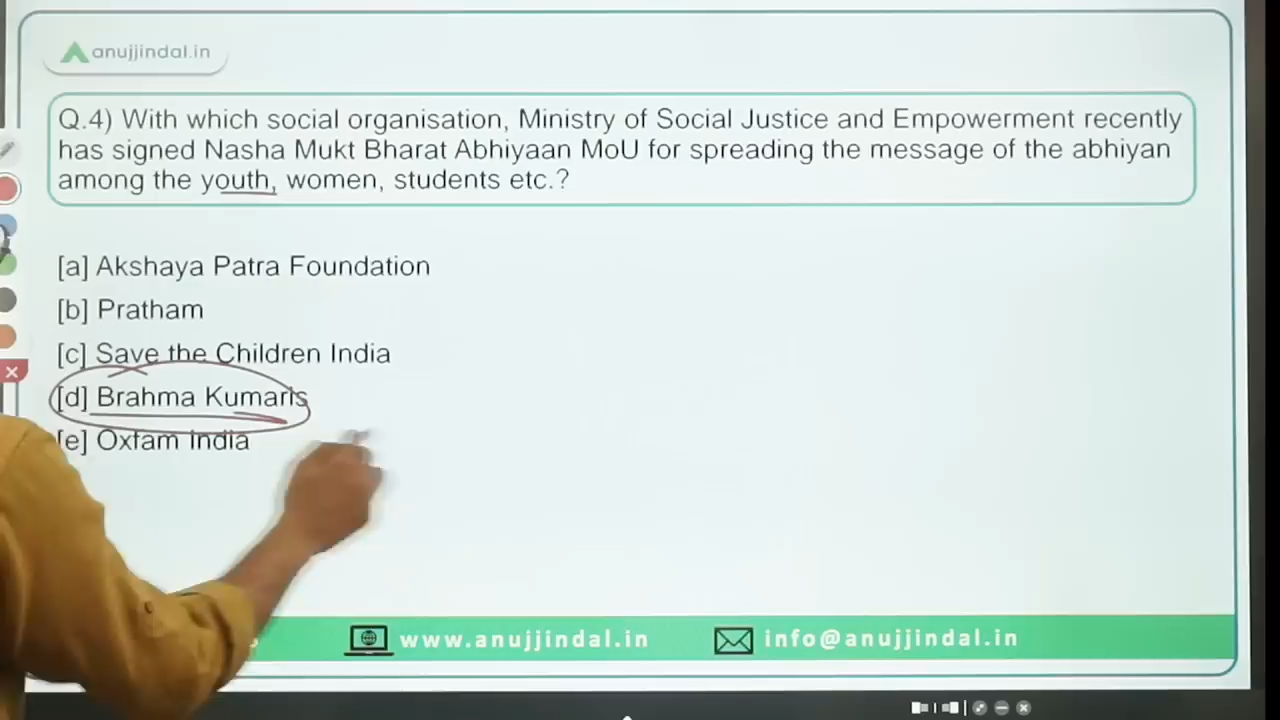 anujjindal.in
Q.4) With which social organisation, Ministry of Social Justice and Empowerment recently
has signed Nasha Mukt Bharat Abhiyaan MoU for spreading the message of the abhiyan
among the youth, women, students etc.?
[a] Akshaya Patra Foundation
[b] Pratham
[c] Save the Children India
[d] Brahma Kumaris
[e] Oxfam India
www.anujjindal.in
info@anujjindal.in